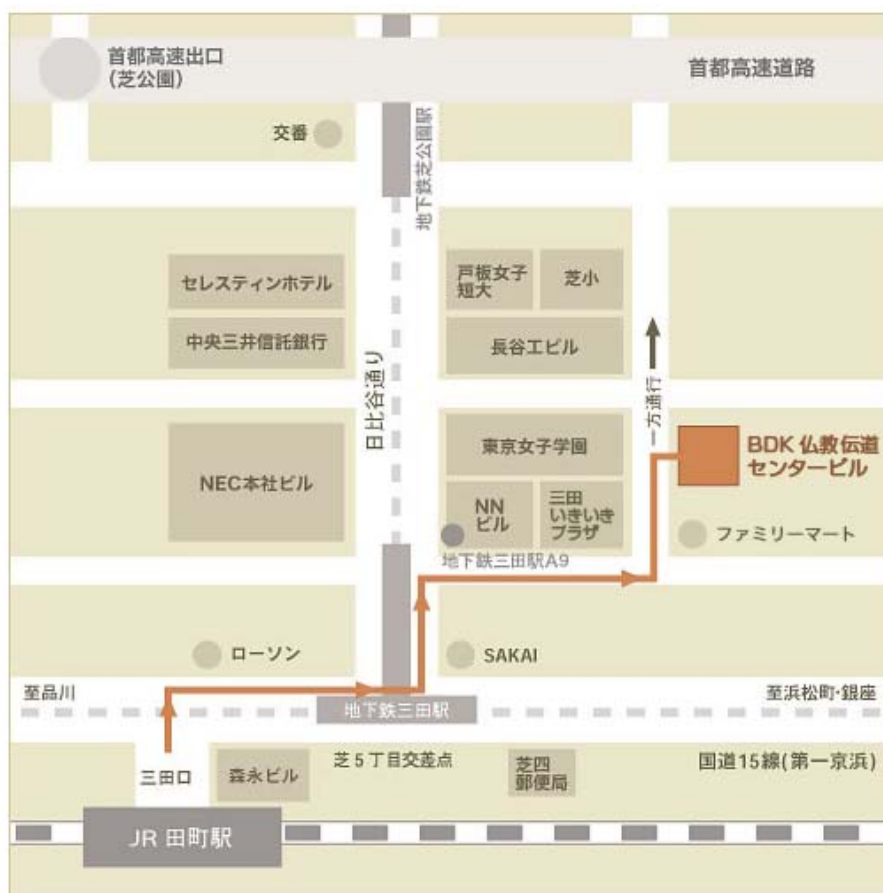 首都高速出口
(芝公園)
首都高速道路
交番
地下鉄芝公園駅
セレスティンホテル
戸板女子
短大
芝小
中央三井信託銀行
長谷工ビル
日比谷通り
一方通行
東京女子学園
BDK 仏教伝道
センタービル
NEC本社ビル
NN
ビル
三田
いきいき
プラザ
ファミリーマート
地下鉄三田駅A9
ローソン
SAKAI
至品川
至浜松町・銀座
地下鉄三田駅
三田口
森永ビル
芝5丁目交差点
芝四
郵便局
国道15線(第一京浜)
JR 田町駅